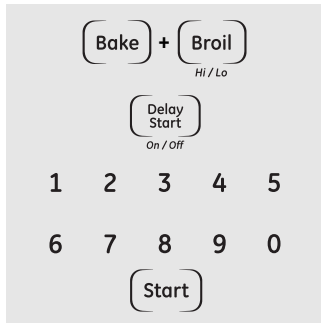 Bake + Broil
Hi / Lo
Delay
Start
On / Off
1 2 3 4 5
6 7 8 9 0
Start